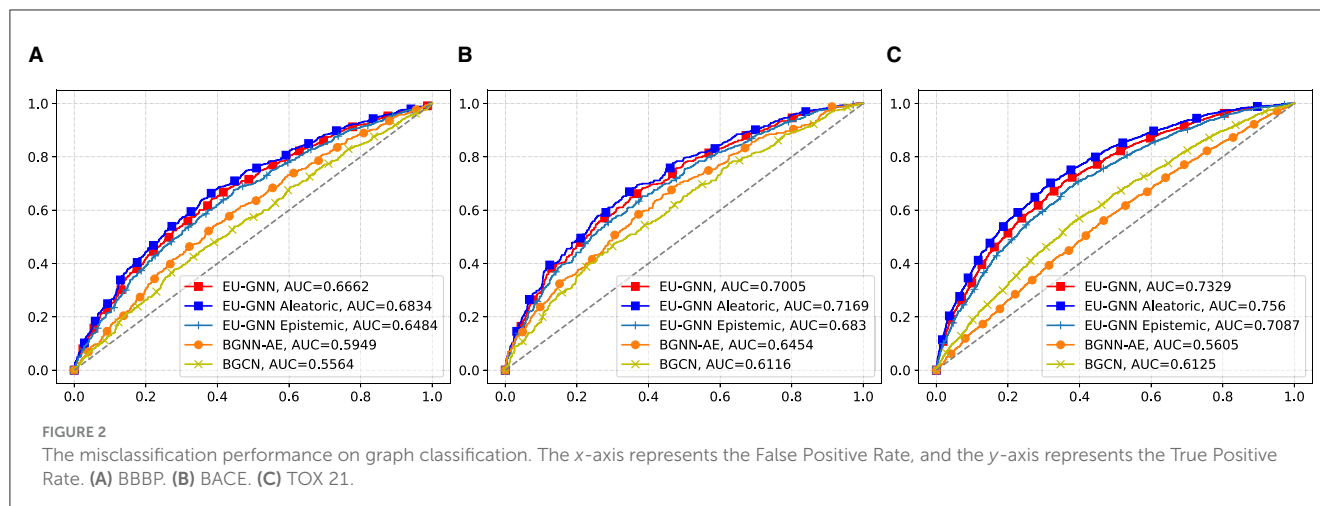 A
1.0
0.8
0.6
0.4
0.2
0.0
0.0 0.2 0.4 0.6 0.8 1.0
EU-GNN, AUC=0.6662
EU-GNN Aleatoric, AUC=0.6834
EU-GNN Epistemic, AUC=0.6484
BGNN-AE, AUC=0.5949
BGCN, AUC=0.5564
B
1.0
0.8
0.6
0.4
0.2
0.0
0.0 0.2 0.4 0.6 0.8 1.0
EU-GNN, AUC=0.7005
EU-GNN Aleatoric, AUC=0.7169
EU-GNN Epistemic, AUC=0.683
BGNN-AE, AUC=0.6454
BGCN, AUC=0.6116
C
1.0
0.8
0.6
0.4
0.2
0.0
0.0 0.2 0.4 0.6 0.8 1.0
EU-GNN, AUC=0.7329
EU-GNN Aleatoric, AUC=0.756
EU-GNN Epistemic, AUC=0.7087
BGNN-AE, AUC=0.5605
BGCN, AUC=0.6125
FIGURE 2
The misclassification performance on graph classification. The x-axis represents the False Positive Rate, and the y-axis represents the True Positive
Rate. (A) BBBP. (B) BACE. (C) TOX 21.